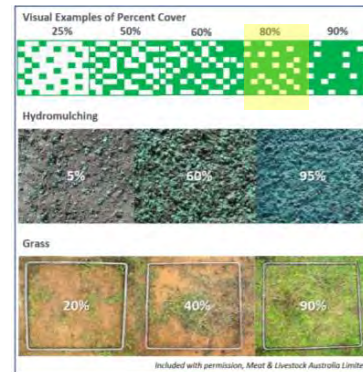 Visual Examples of Percent Cover
25% 50% 60% 80% 90%
Hydromulching
5% 60% 95%
Grass
20% 40% 90%
Included with permission, Meat & Livestock Australia Limite